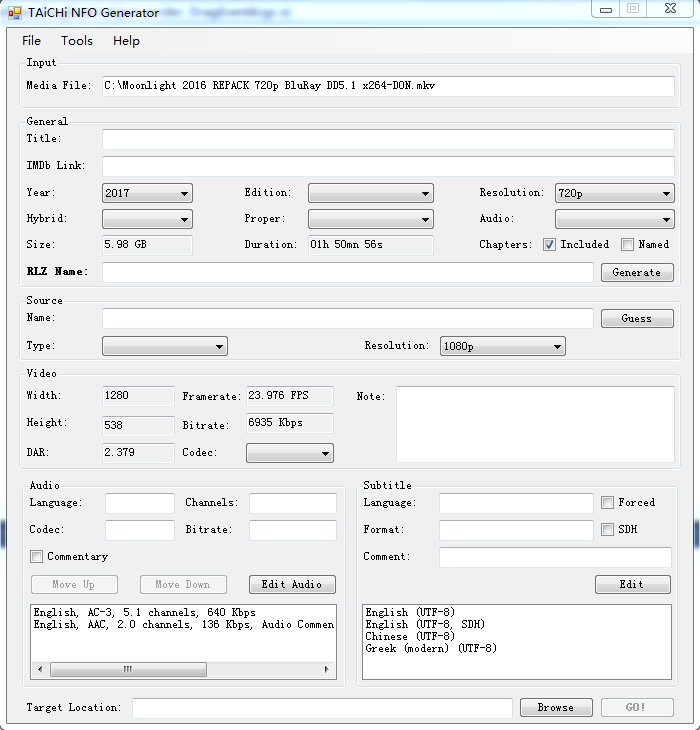 TAiCHi NFO Generator
File Tools Help
Input
Media File: C:\Moonlight 2016 REPACK 720p BluRay DD5.1 x264-DON.mkv
General
Title:
IMDb Link:
Year: 2017 Edition: Resolution: 720p
Hybrid: Proper: Audio:
Size: 5.98 GB Duration: 01h 50mn 56s Chapters: Included Named
RLZ Name: Generate
Source
Name: Guess
Type: Resolution: 1080p
Video
Width: 1280 Framerate: 23.976 FPS Note:
Height: 538 Bitrate: 6935 Kbps
DAR: 2.379 Codec:
Audio
Language: Channels:
Codec: Bitrate:
Commentary
Move Up Move Down Edit Audio
English, AC-3, 5.1 channels, 640 Kbps
English, AAC, 2.0 channels, 136 Kbps, Audio Commen
Subtitle
Language: Forced
Format: SDH
Comment:
Edit
English (UTF-8)
English (UTF-8, SDH)
Chinese (UTF-8)
Greek (modern) (UTF-8)
Target Location: Browse GO!